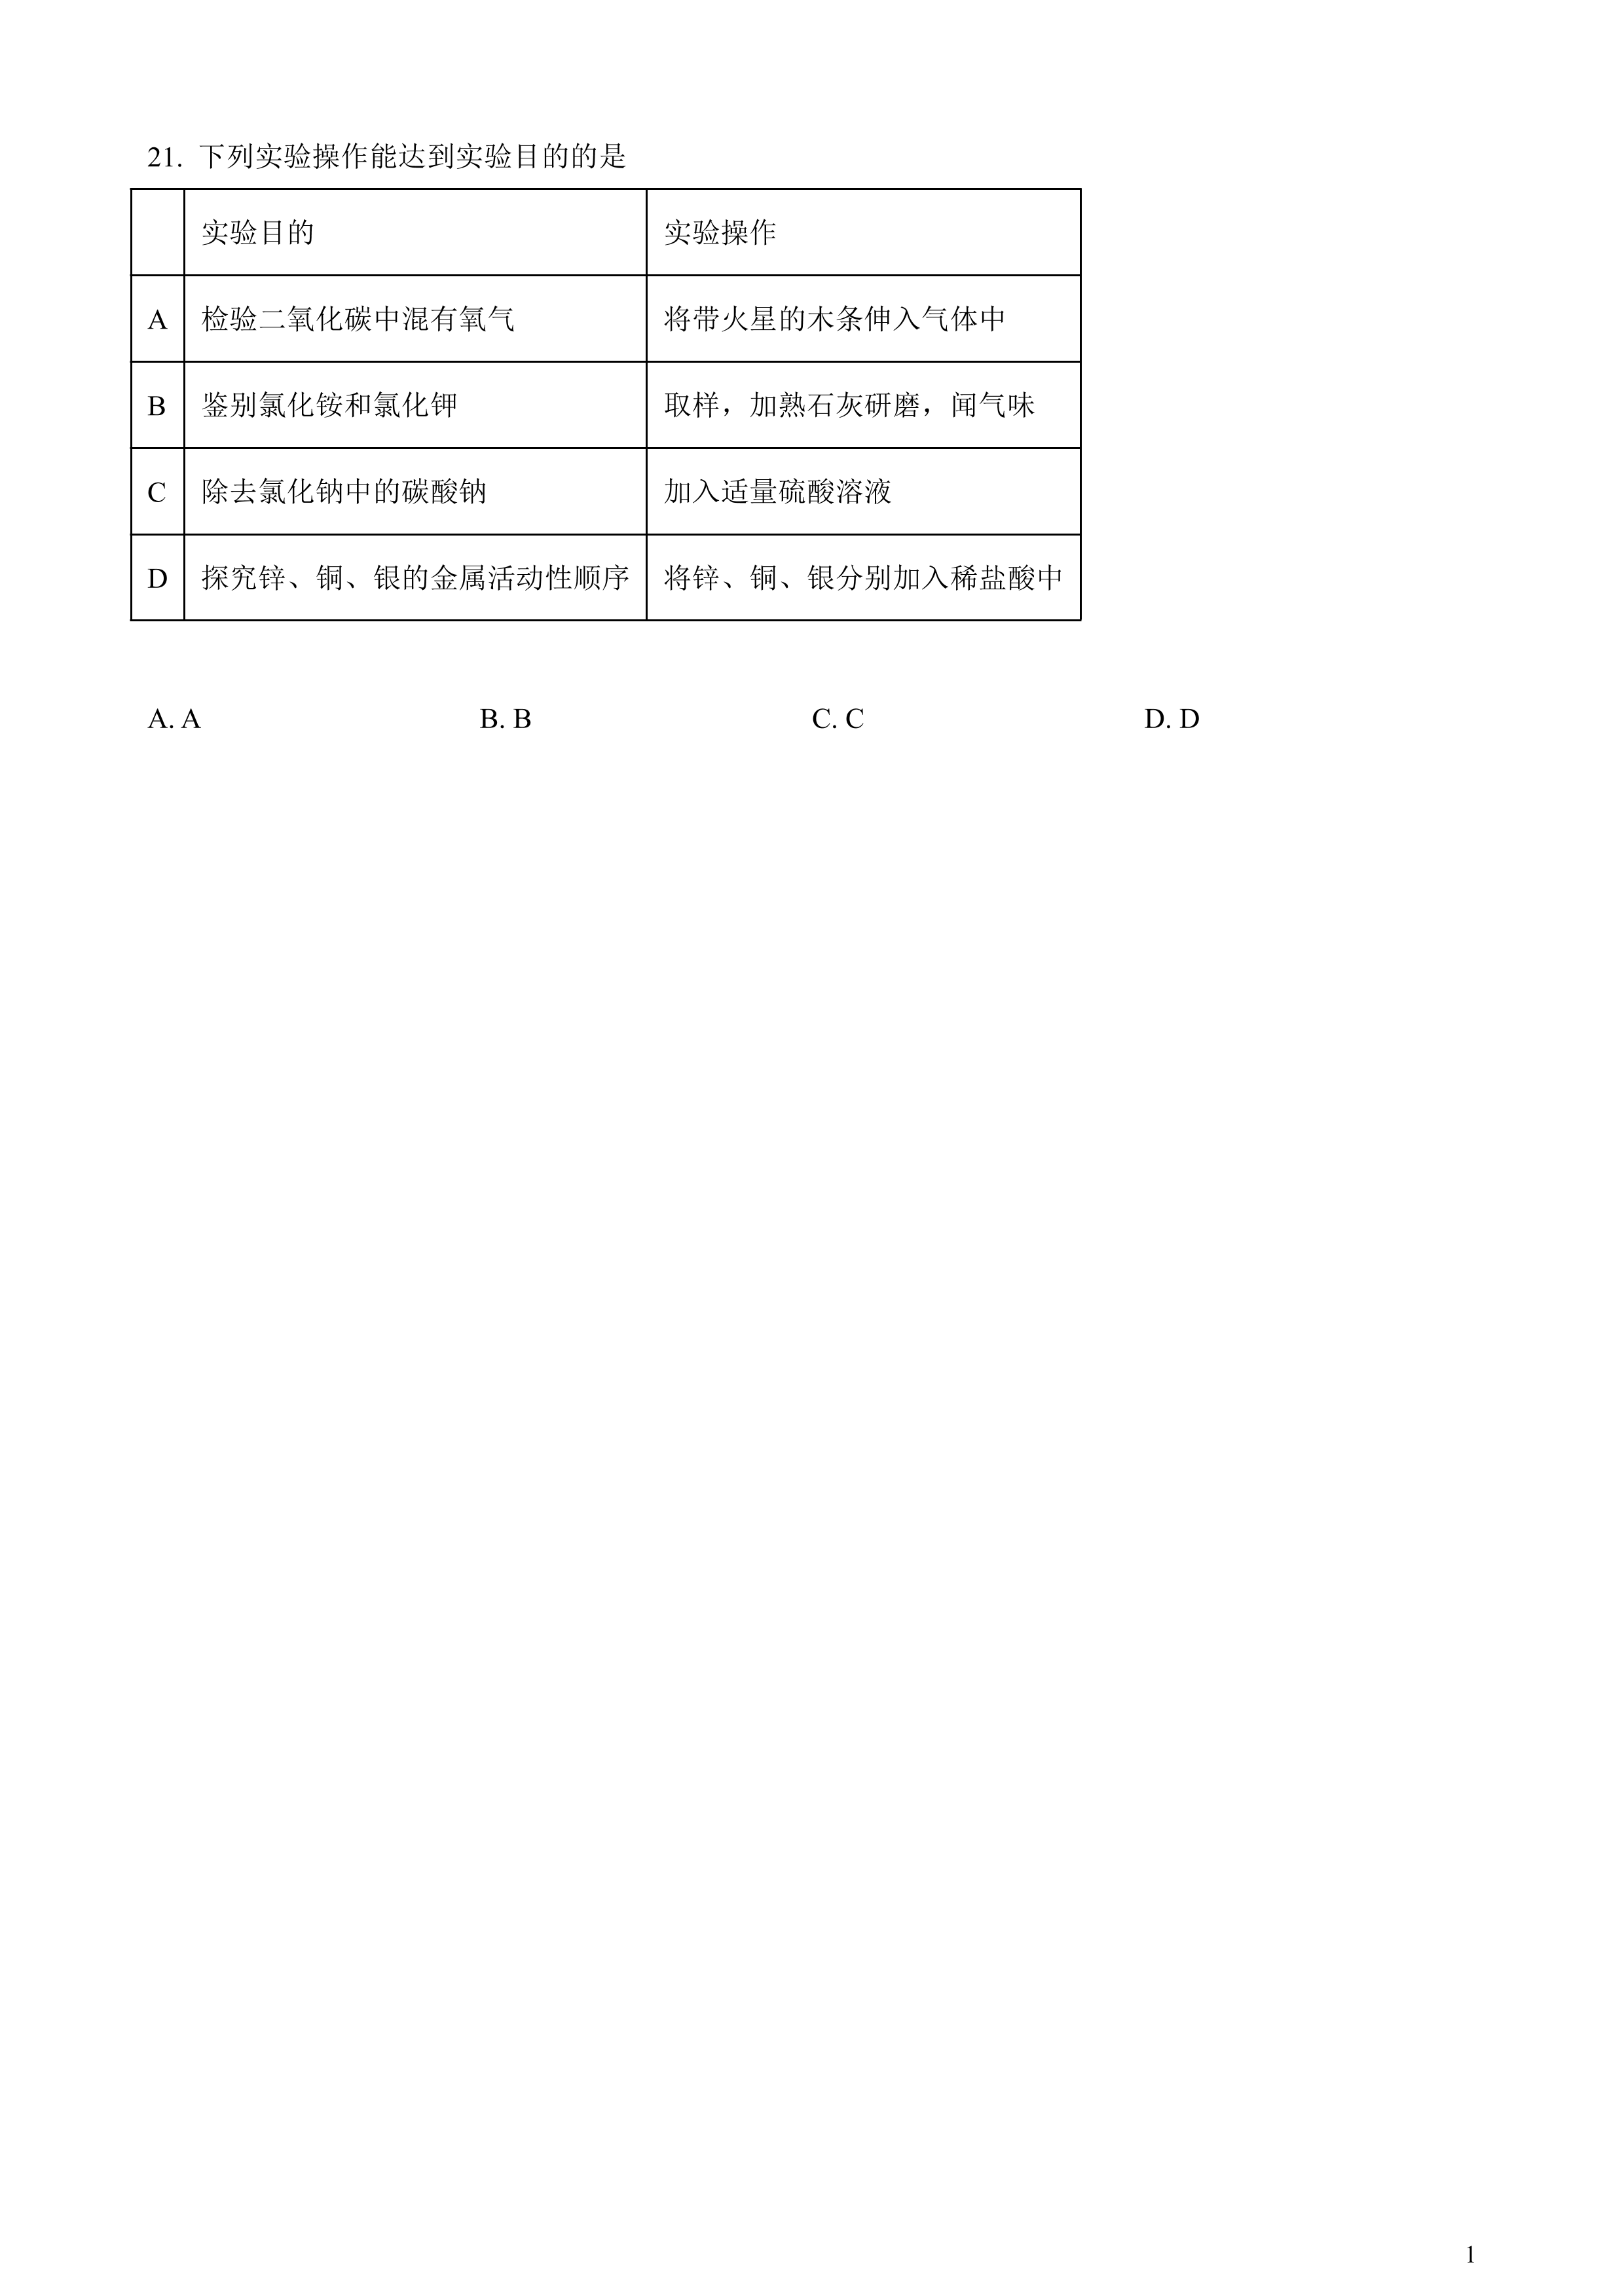 21. 下列实验操作能达到实验目的的是
实验目的 实验操作
A 检验二氧化碳中混有氧气 将带火星的木条伸入气体中
B 鉴别氯化铵和氯化钾 取样，加熟石灰研磨，闻气味
C 除去氯化钠中的碳酸钠 加入适量硫酸溶液
D 探究锌、铜、银的金属活动性顺序 将锌、铜、银分别加入稀盐酸中
A. A B. B C. C D. D
1